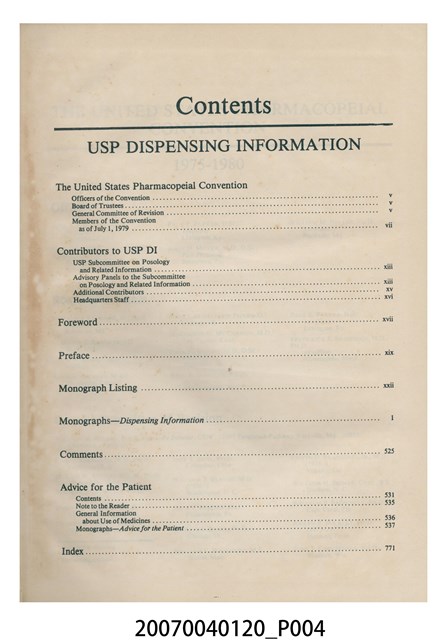 Contents
USP DISPENSING INFORMATION
The United States Pharmacopeial Convention
Officers of the Convention ........ v
Board of Trustees ........ v
General Committee of Revision ........ v
Members of the Convention
as of July 1, 1979 ........ vii
Contributors to USP DI
USP Subcommittee on Posology
and Related Information ........ xiii
Advisory Panels to the Subcommittee
on Posology and Related Information ........ xiii
Additional Contributors ........ xv
Headquarters Staff ........ xvi
Foreword ........ xvii
Preface ........ xix
Monograph Listing ........ xxii
Monographs—Dispensing Information ........ 1
Comments ........ 525
Advice for the Patient
Contents ........ 531
Note to the Reader ........ 535
General Information
about Use of Medicines ........ 536
Monographs—Advice for the Patient ........ 537
Index ........ 771
20070040120_P004